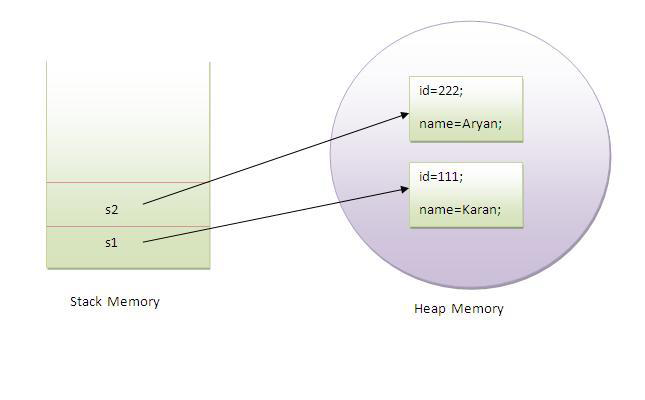 s2
s1
Stack Memory
id=222;
name=Aryan;
id=111;
name=Karan;
Heap Memory